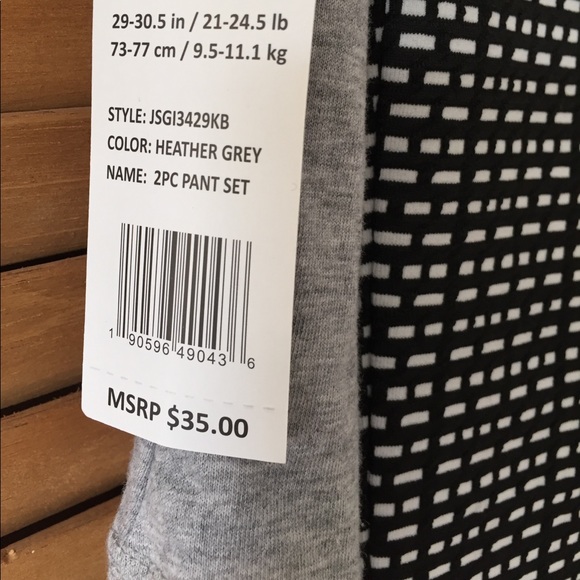 29-30.5 in / 21-24.5 lb
73-77 cm / 9.5-11.1 kg
STYLE: JSGI3429KB
COLOR: HEATHER GREY
NAME: 2PC PANT SET
1 90596 49043 6
MSRP $35.00